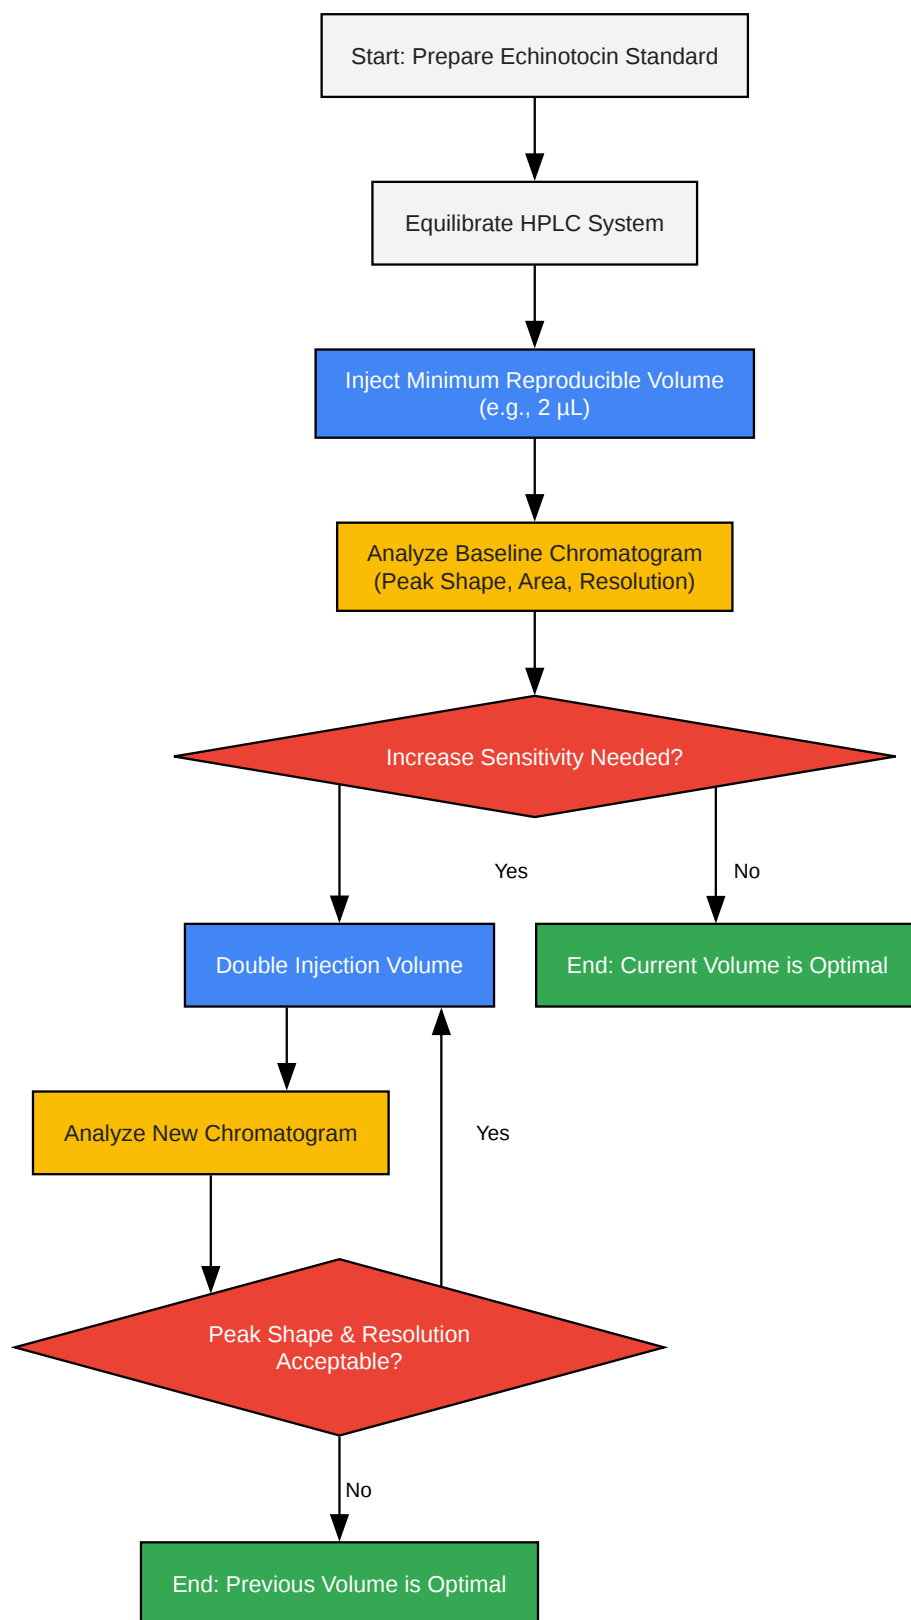 Start: Prepare Echinotocin Standard
Equilibrate HPLC System
Inject Minimum Reproducible Volume
(e.g., 2 µL)
Analyze Baseline Chromatogram
(Peak Shape, Area, Resolution)
Increase Sensitivity Needed?
Yes
No
Double Injection Volume
End: Current Volume is Optimal
Analyze New Chromatogram
Yes
Peak Shape & Resolution
Acceptable?
No
End: Previous Volume is Optimal